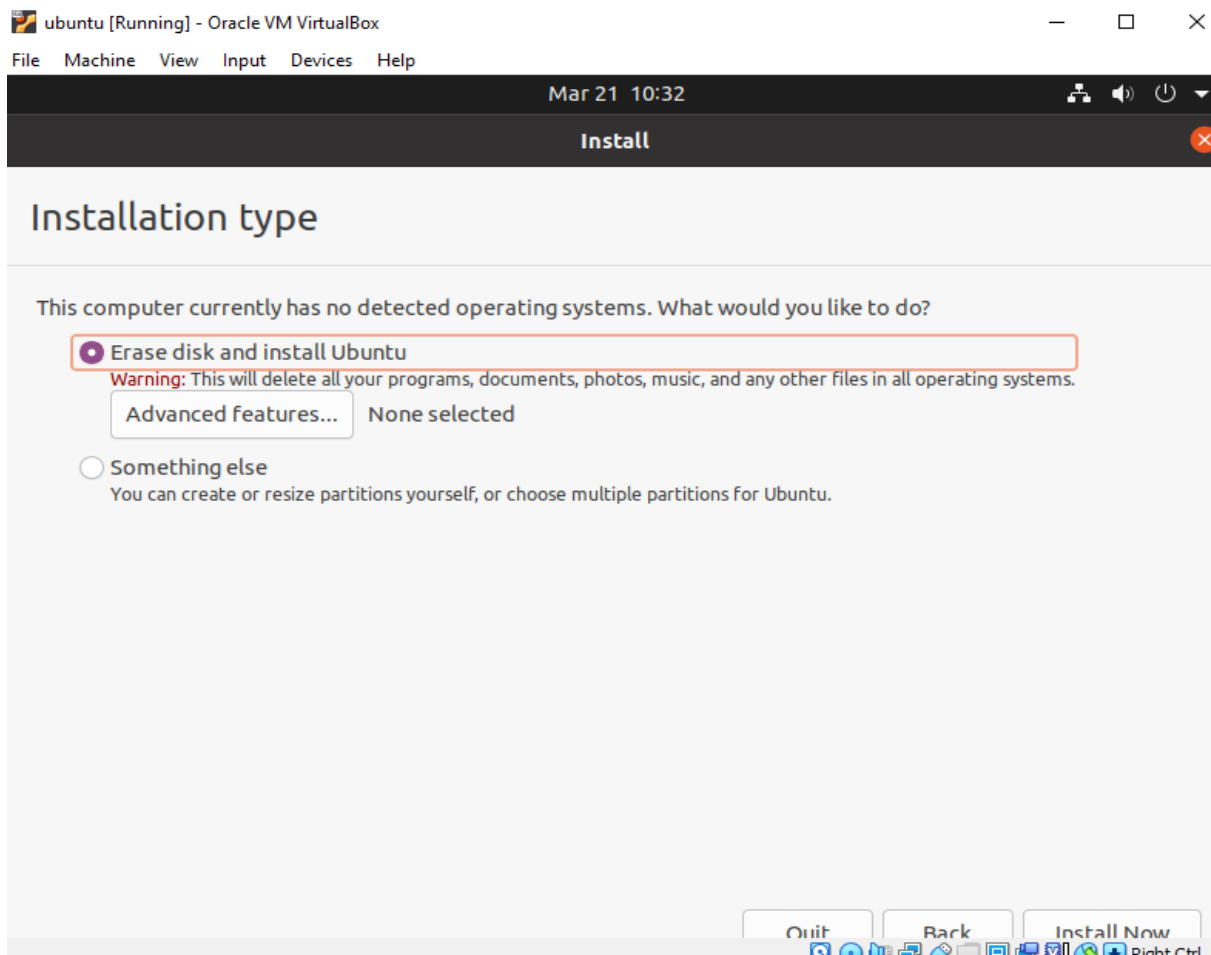 ubuntu [Running] - Oracle VM VirtualBox
File Machine View Input Devices Help
Mar 21 10:32
Install
Installation type
This computer currently has no detected operating systems. What would you like to do?
Erase disk and install Ubuntu
Warning: This will delete all your programs, documents, photos, music, and any other files in all operating systems.
Advanced features... None selected
Something else
You can create or resize partitions yourself, or choose multiple partitions for Ubuntu.
Quit Back Install Now
Right Ctrl